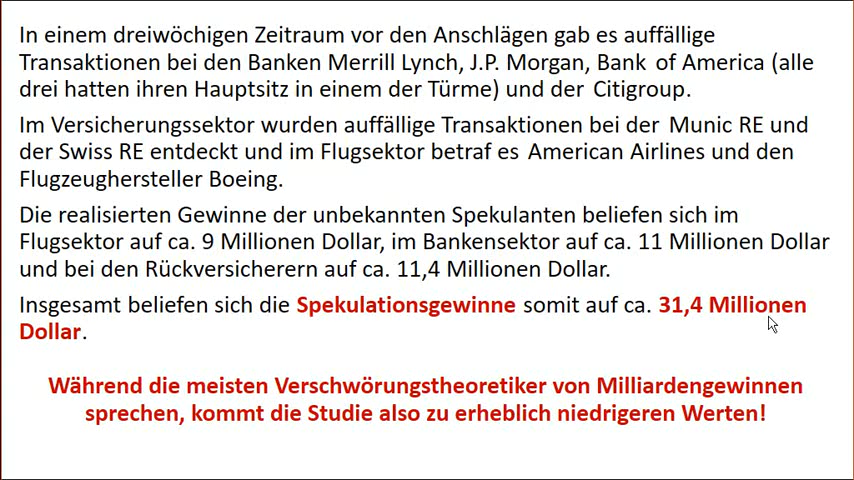 In einem dreiwöchigen Zeitraum vor den Anschlägen gab es auffällige
Transaktionen bei den Banken Merrill Lynch, J.P. Morgan, Bank of America (alle
drei hatten ihren Hauptsitz in einem der Türme) und der Citigroup.
Im Versicherungssektor wurden auffällige Transaktionen bei der Munic RE und
der Swiss RE entdeckt und im Flugsektor betraf es American Airlines und den
Flugzeughersteller Boeing.
Die realisierten Gewinne der unbekannten Spekulanten beliefen sich im
Flugsektor auf ca. 9 Millionen Dollar, im Bankensektor auf ca. 11 Millionen Dollar
und bei den Rückversicherern auf ca. 11,4 Millionen Dollar.
Insgesamt beliefen sich die Spekulationsgewinne somit auf ca. 31,4 Millionen
Dollar.
Während die meisten Verschwörungstheoretiker von Milliardengewinnen
sprechen, kommt die Studie also zu erheblich niedrigeren Werten!